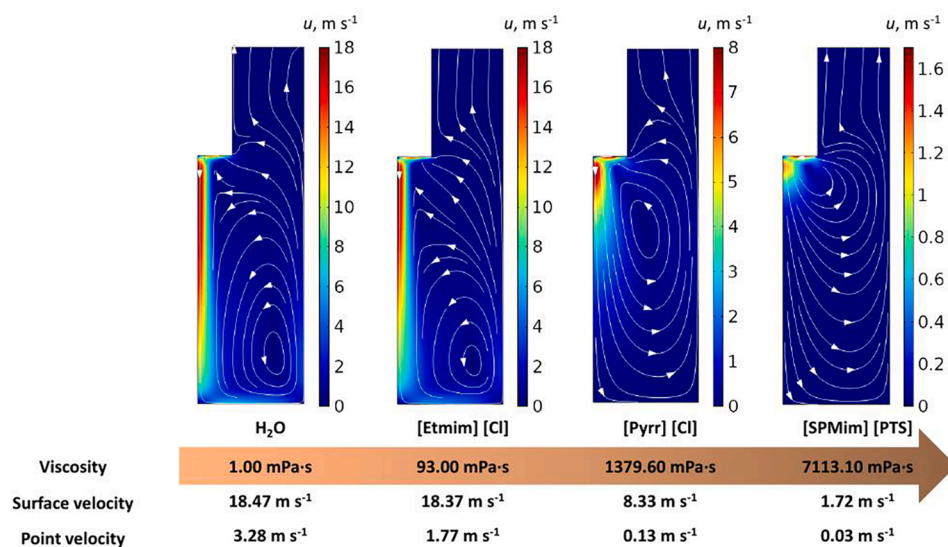 u, m s⁻¹ u, m s⁻¹ u, m s⁻¹ u, m s⁻¹
18 18 8
16 16 7 1.6
14 14 6 1.4
12 12 5 1.2
10 10 4 1
8 8 3 0.8
6 6 2 0.6
4 4 1 0.4
2 2 0.2
0 0 0 0
H₂O [Etmim] [Cl] [Pyrr] [Cl] [SPMim] [PTS]
Viscosity 1.00 mPa·s 93.00 mPa·s 1379.60 mPa·s 7113.10 mPa·s
Surface velocity 18.47 m s⁻¹ 18.37 m s⁻¹ 8.33 m s⁻¹ 1.72 m s⁻¹
Point velocity 3.28 m s⁻¹ 1.77 m s⁻¹ 0.13 m s⁻¹ 0.03 m s⁻¹